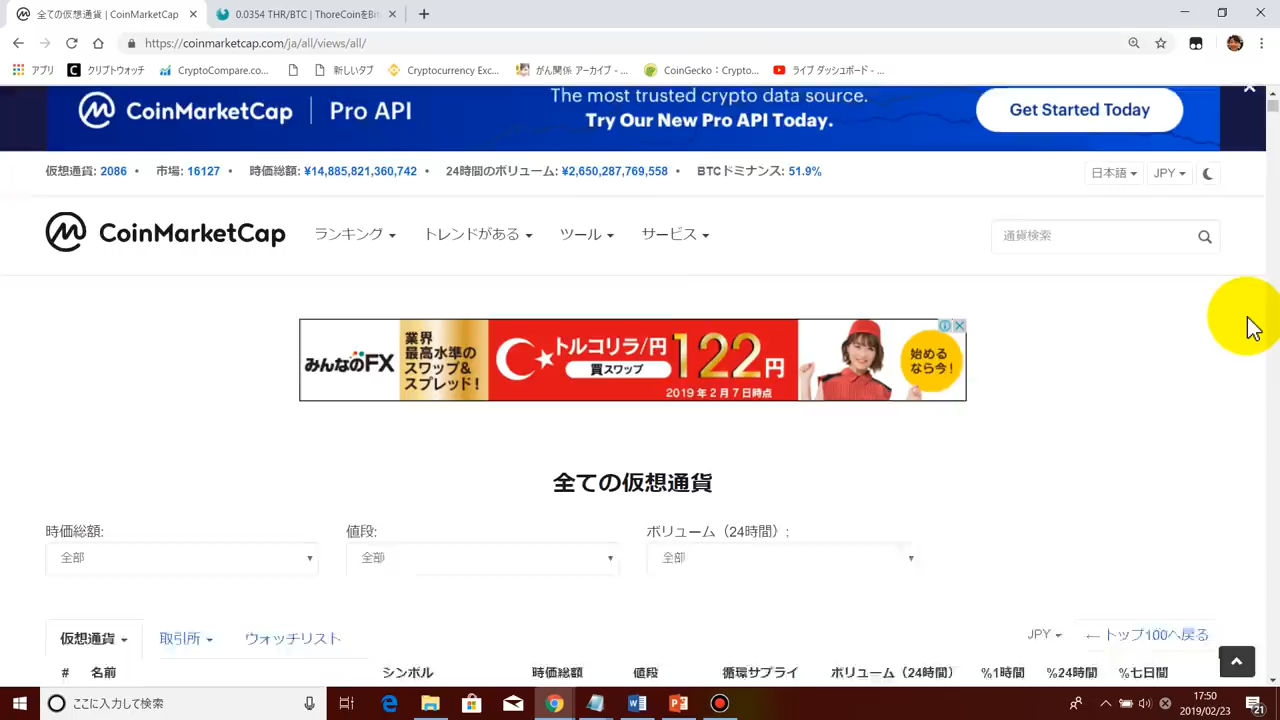 全ての仮想通貨 | CoinMarketCap
0.0354 THR/BTC | ThoreCoinをBit
https://coinmarketcap.com/ja/all/views/all/
アプリ クリプトウォッチ CryptoCompare.co... 新しいタブ Cryptocurrency Exc... がん関係 アーカイブ - ... CoinGecko：Crypto... ライブ ダッシュボード - ...
CoinMarketCap | Pro API
The most trusted crypto data source.
Try Our New Pro API Today.
Get Started Today
仮想通貨: 2086 • 市場: 16127 • 時価総額: ¥14,885,821,360,742 • 24時間のボリューム: ¥2,650,287,769,558 • BTCドミナンス: 51.9%
日本語 JPY
CoinMarketCap ランキング トレンドがある ツール サービス 通貨検索
みんなのFX
業界
最高水準の
スワップ&
スプレッド！
トルコリラ/円
買スワップ
122円
2019年2月7日時点
始める
なら今！
全ての仮想通貨
時価総額: 値段: ボリューム（24時間）:
全部 全部 全部
仮想通貨 取引所 ウォッチリスト JPY ← トップ100へ戻る
# 名前 シンボル 時価総額 値段 循環サプライ ボリューム（24時間） %1時間 %24時間 %七日間
ここに入力して検索
17:50
2019/02/23
21